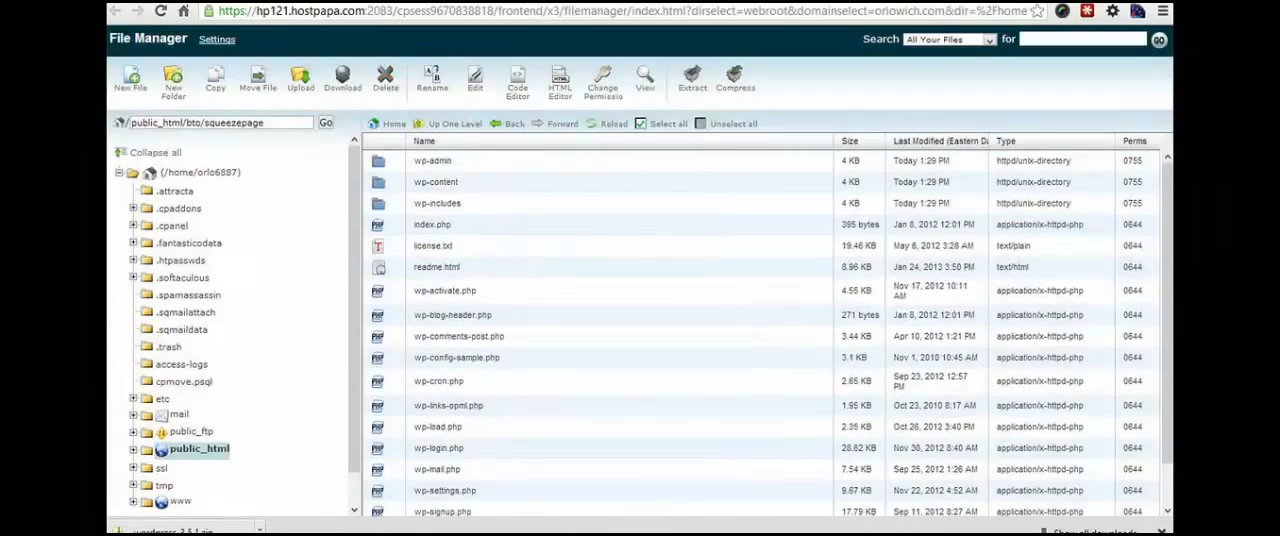 https://hp121.hostpapa.com:2083/cpsess9670838818/frontend/x3/filemanager/index.html?dirselect=webroot&domainselect=orlowich.com&dir=%2Fhome
File Manager Settings Search All Your Files for GO
New File New Folder Copy Move File Upload Download Delete Rename Edit Code Editor HTML Editor Change Permissio View Extract Compress
public_html/bto/squeezepage Go Home Up One Level Back Forward Reload Select all Unselect all
Name Size Last Modified (Eastern Da Type Perms
Collapse all
(/home/orlo6887)
.attracta
.cpaddons
.cpanel
.fantasticodata
.htpasswds
.softaculous
.spamassassin
.sqmailattach
.sqmaildata
.trash
access-logs
cpmove.psql
etc
mail
public_ftp
public_html
ssl
tmp
www
wp-admin 4 KB Today 1:29 PM httpd/unix-directory 0755
wp-content 4 KB Today 1:29 PM httpd/unix-directory 0755
wp-includes 4 KB Today 1:29 PM httpd/unix-directory 0755
index.php 395 bytes Jan 8, 2012 12:01 PM application/x-httpd-php 0644
license.txt 19.46 KB May 6, 2012 3:28 AM text/plain 0644
readme.html 8.96 KB Jan 24, 2013 3:50 PM text/html 0644
wp-activate.php 4.55 KB Nov 17, 2012 10:11 AM application/x-httpd-php 0644
wp-blog-header.php 271 bytes Jan 8, 2012 12:01 PM application/x-httpd-php 0644
wp-comments-post.php 3.44 KB Apr 10, 2012 1:21 PM application/x-httpd-php 0644
wp-config-sample.php 3.1 KB Nov 1, 2010 10:45 AM application/x-httpd-php 0644
wp-cron.php 2.65 KB Sep 23, 2012 12:57 PM application/x-httpd-php 0644
wp-links-opml.php 1.95 KB Oct 23, 2010 8:17 AM application/x-httpd-php 0644
wp-load.php 2.35 KB Oct 26, 2012 3:40 PM application/x-httpd-php 0644
wp-login.php 28.62 KB Nov 30, 2012 8:40 AM application/x-httpd-php 0644
wp-mail.php 7.54 KB Sep 25, 2012 1:26 AM application/x-httpd-php 0644
wp-settings.php 9.67 KB Nov 22, 2012 4:52 AM application/x-httpd-php 0644
wp-signup.php 17.79 KB Sep 11, 2012 8:27 AM application/x-httpd-php 0644
wordpress-3.5.1.zip Show all downloads